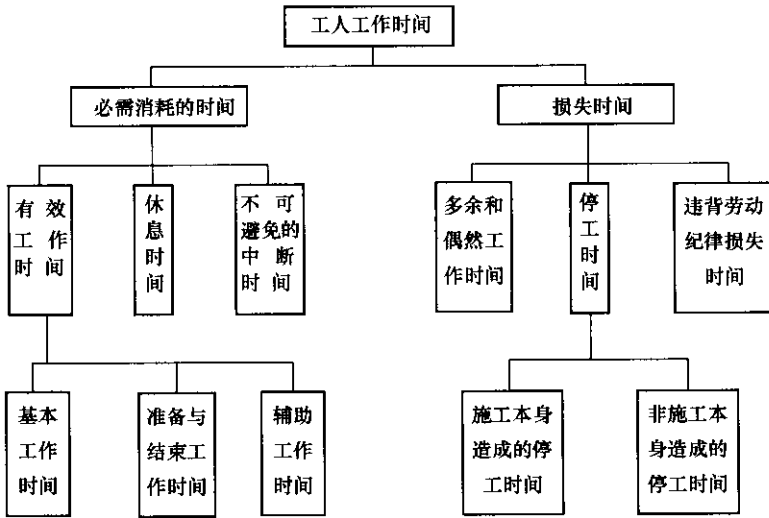 工人工作时间
必需消耗的时间
损失时间
有效
工作
时间
休
息
时
间
不可
避免的
中断
时间
多余和
偶然工
作时间
停
工
时
间
违背劳动
纪律损失
时间
基本
工作
时间
准备与
结束工
作时间
辅助
工作
时间
施工本身
造成的停
工时间
非施工本
身造成的
停工时间